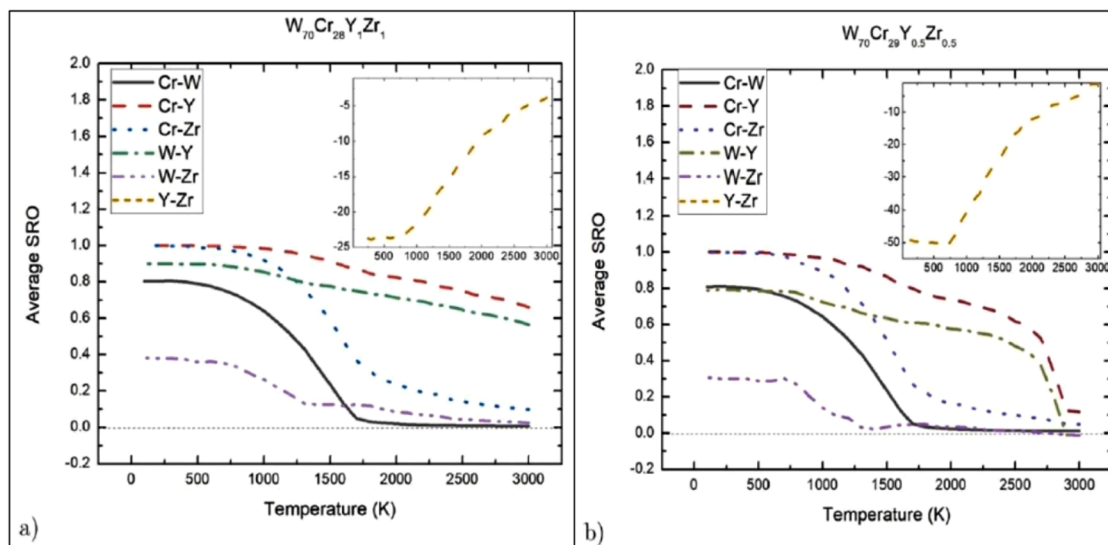 W₇₀Cr₂₈Y₁Zr₁
2.0
1.8
1.6
1.4
1.2
1.0
0.8
0.6
0.4
0.2
0.0
-0.2
Average SRO
Cr-W
Cr-Y
Cr-Zr
W-Y
W-Zr
Y-Zr
-5
-10
-15
-20
-25
500 1000 1500 2000 2500 3000
0 500 1000 1500 2000 2500 3000
Temperature (K)
a)
W₇₀Cr₂₉Y₀.₅Zr₀.₅
2.0
1.8
1.6
1.4
1.2
1.0
0.8
0.6
0.4
0.2
0.0
-0.2
Average SRO
Cr-W
Cr-Y
Cr-Zr
W-Y
W-Zr
Y-Zr
-10
-20
-30
-40
-50
500 1000 1500 2000 2500 3000
0 500 1000 1500 2000 2500 3000
Temperature (K)
b)